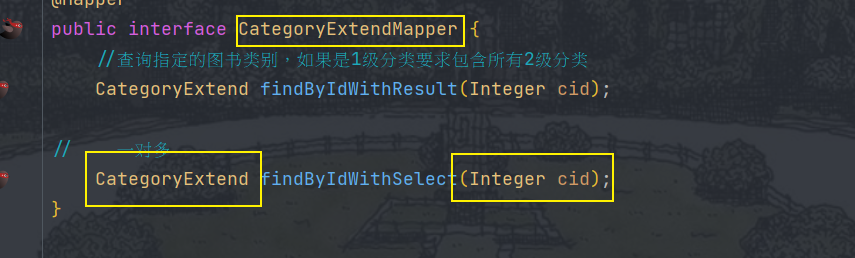 @Mapper
public interface CategoryExtendMapper {
//查询指定的图书类别，如果是1级分类要求包含所有2级分类
CategoryExtend findByIdWithResult(Integer cid);
// 一对多
CategoryExtend findByIdWithSelect(Integer cid);
}